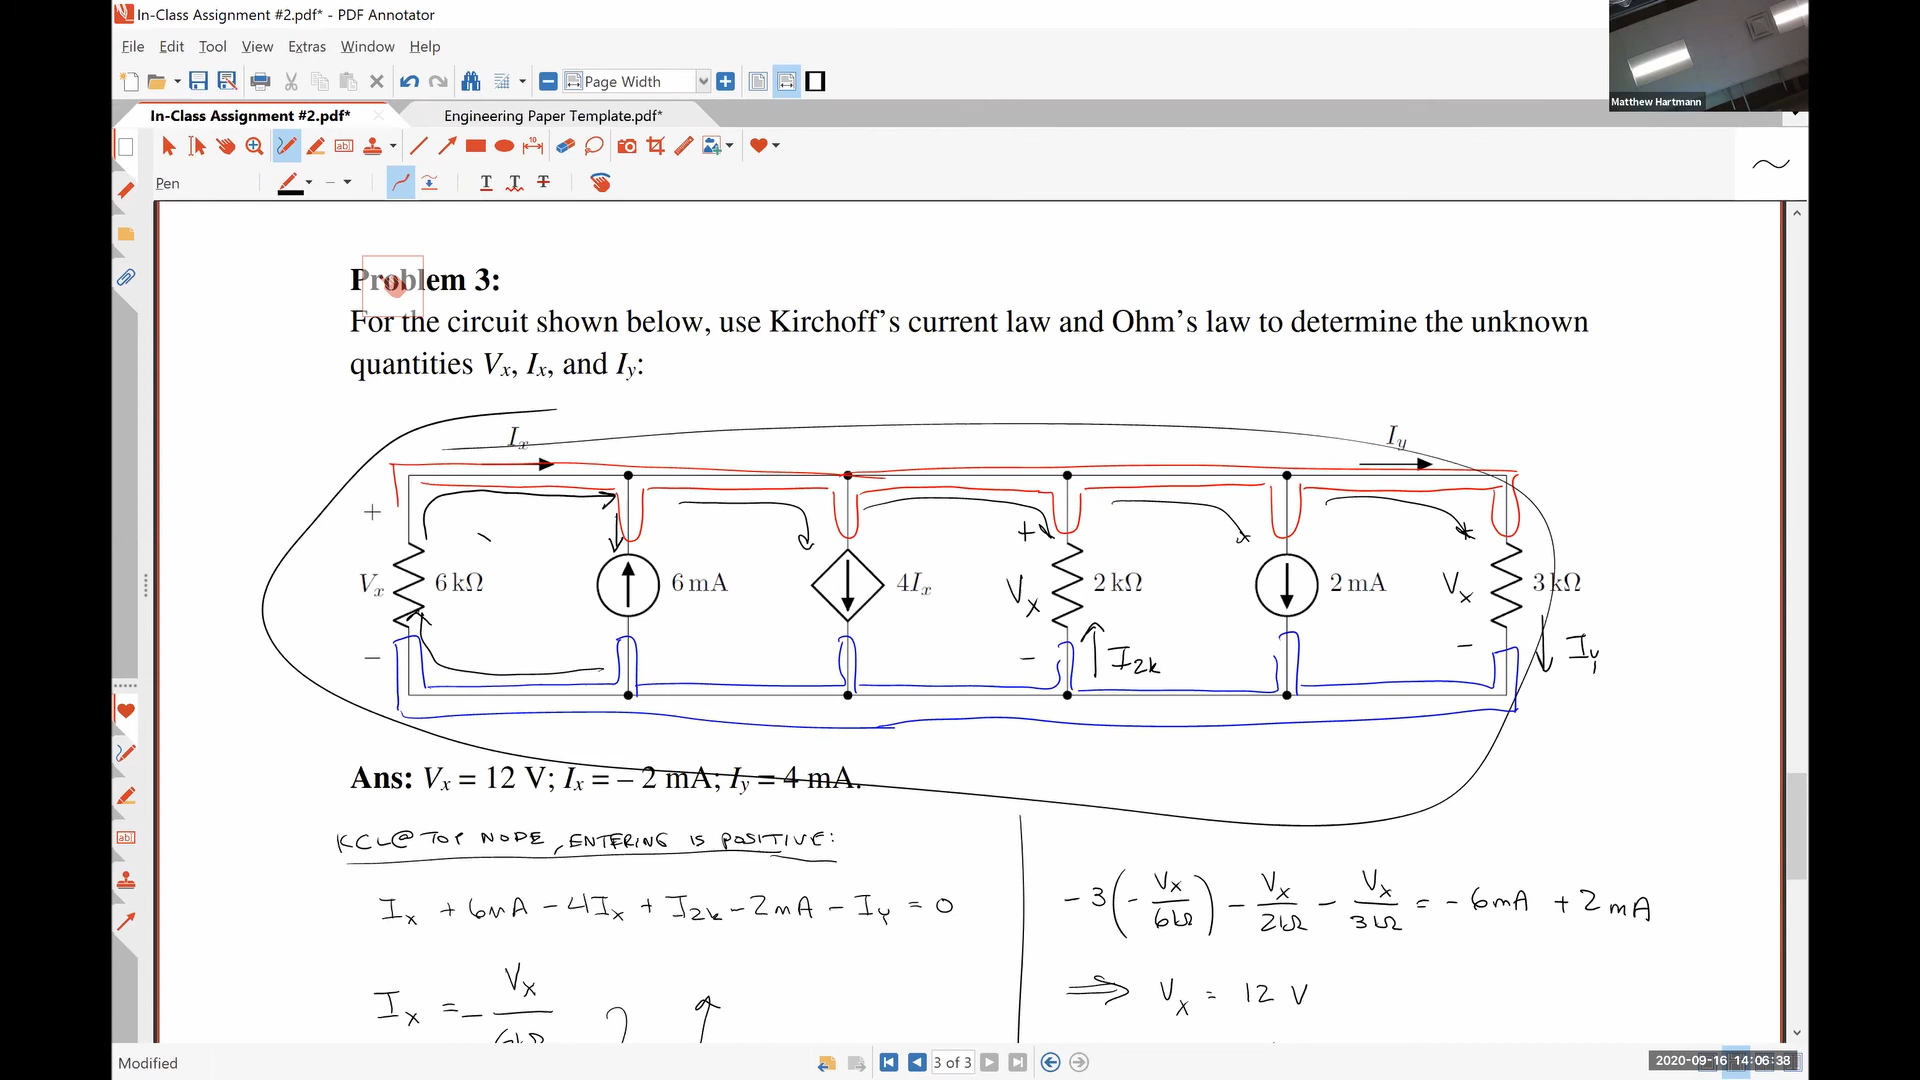 In-Class Assignment #2.pdf* - PDF Annotator
File Edit Tool View Extras Window Help
Page Width
Matthew Hartmann
In-Class Assignment #2.pdf* Engineering Paper Template.pdf*
Pen
Problem 3:
For the circuit shown below, use Kirchoff's current law and Ohm's law to determine the unknown
quantities Vx, Ix, and Iy:
Ix Iy
+
+
Vx 6 kΩ 6 mA 4Ix Vx 2 kΩ 2 mA Vx 3 kΩ
− − − I2k Iy
Ans: Vx = 12 V; Ix = – 2 mA; Iy = 4 mA.
KCL @ TOP NODE, ENTERING IS POSITIVE:
Ix + 6mA - 4Ix + I2k - 2mA - Iy = 0
-3(-Vx/6kΩ) - Vx/2kΩ - Vx/3kΩ = -6mA + 2mA
Ix = - Vx/6kΩ
⇒ Vx = 12 V
Modified
3 of 3
2020-09-16 14:06:38